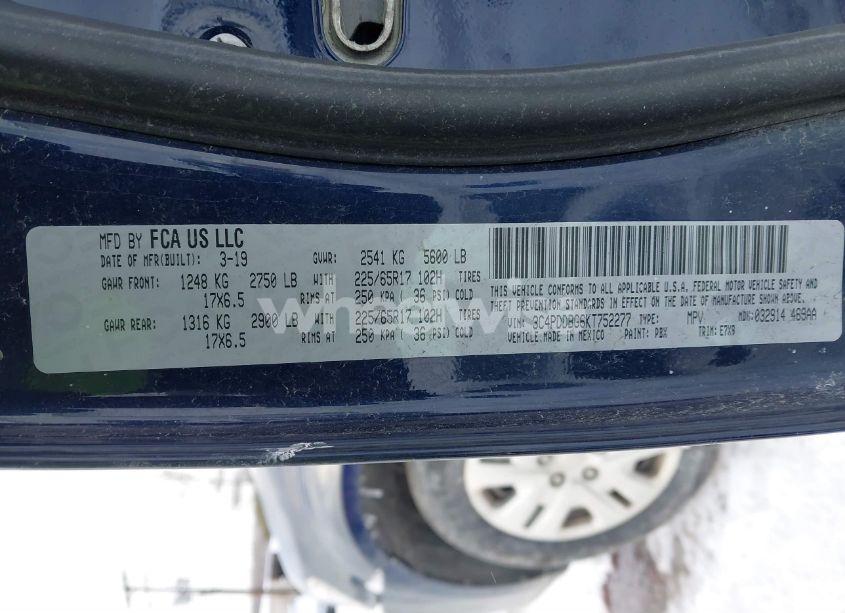 MFD BY FCA US LLC
DATE OF MFR(BUILT): 3-19 GVWR: 2541 KG 5600 LB
GAWR FRONT: 1248 KG 2750 LB WITH 225/65R17 102H TIRES
17X6.5 RIMS AT 250 KPA ( 36 PSI) COLD
GAWR REAR: 1316 KG 2900 LB WITH 225/65R17 102H TIRES
17X6.5 RIMS AT 250 KPA ( 36 PSI) COLD
THIS VEHICLE CONFORMS TO ALL APPLICABLE U.S.A. FEDERAL MOTOR VEHICLE SAFETY AND
THEFT PREVENTION STANDARDS IN EFFECT ON THE DATE OF MANUFACTURE SHOWN ABOVE.
VIN: 3C4PDDBG6KT752277 TYPE: MPV MDH: 032914 469AA
VEHICLE MADE IN MEXICO PAINT: PBX TRIM: E7X9